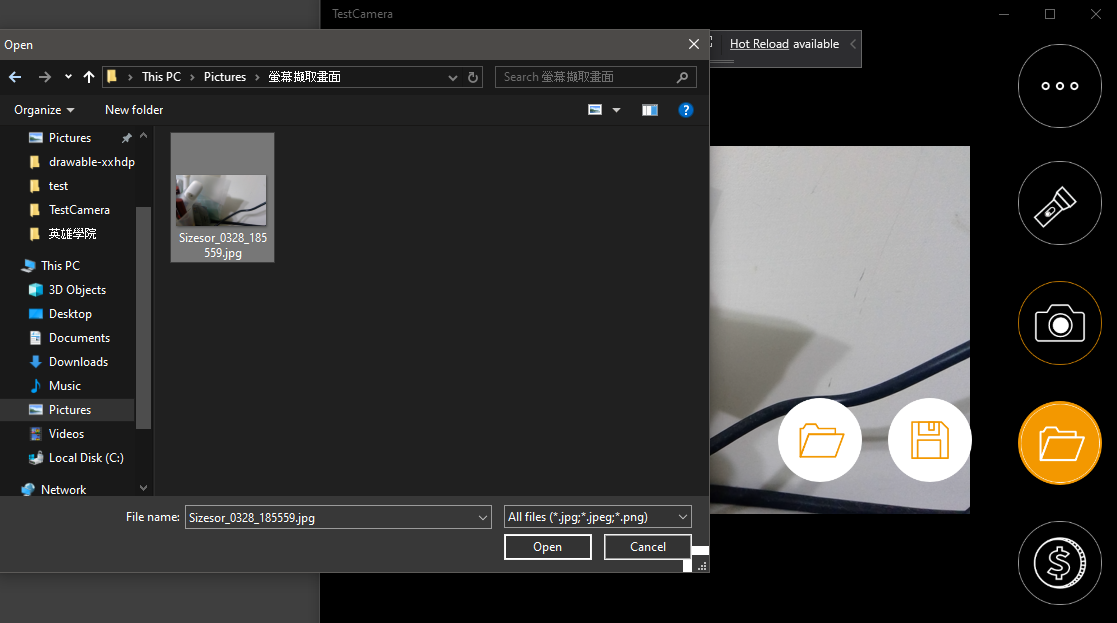 TestCamera
Open
Hot Reload available
This PC
Pictures
螢幕擷取畫面
Search 螢幕擷取畫面
Organize
New folder
?
Pictures
drawable-xxhdp
test
TestCamera
英雄學院
This PC
3D Objects
Desktop
Documents
Downloads
Music
Pictures
Videos
Local Disk (C:)
Network
Sizesor_0328_185
559.jpg
File name:
Sizesor_0328_185559.jpg
All files (*.jpg;*.jpeg;*.png)
Open
Cancel
$